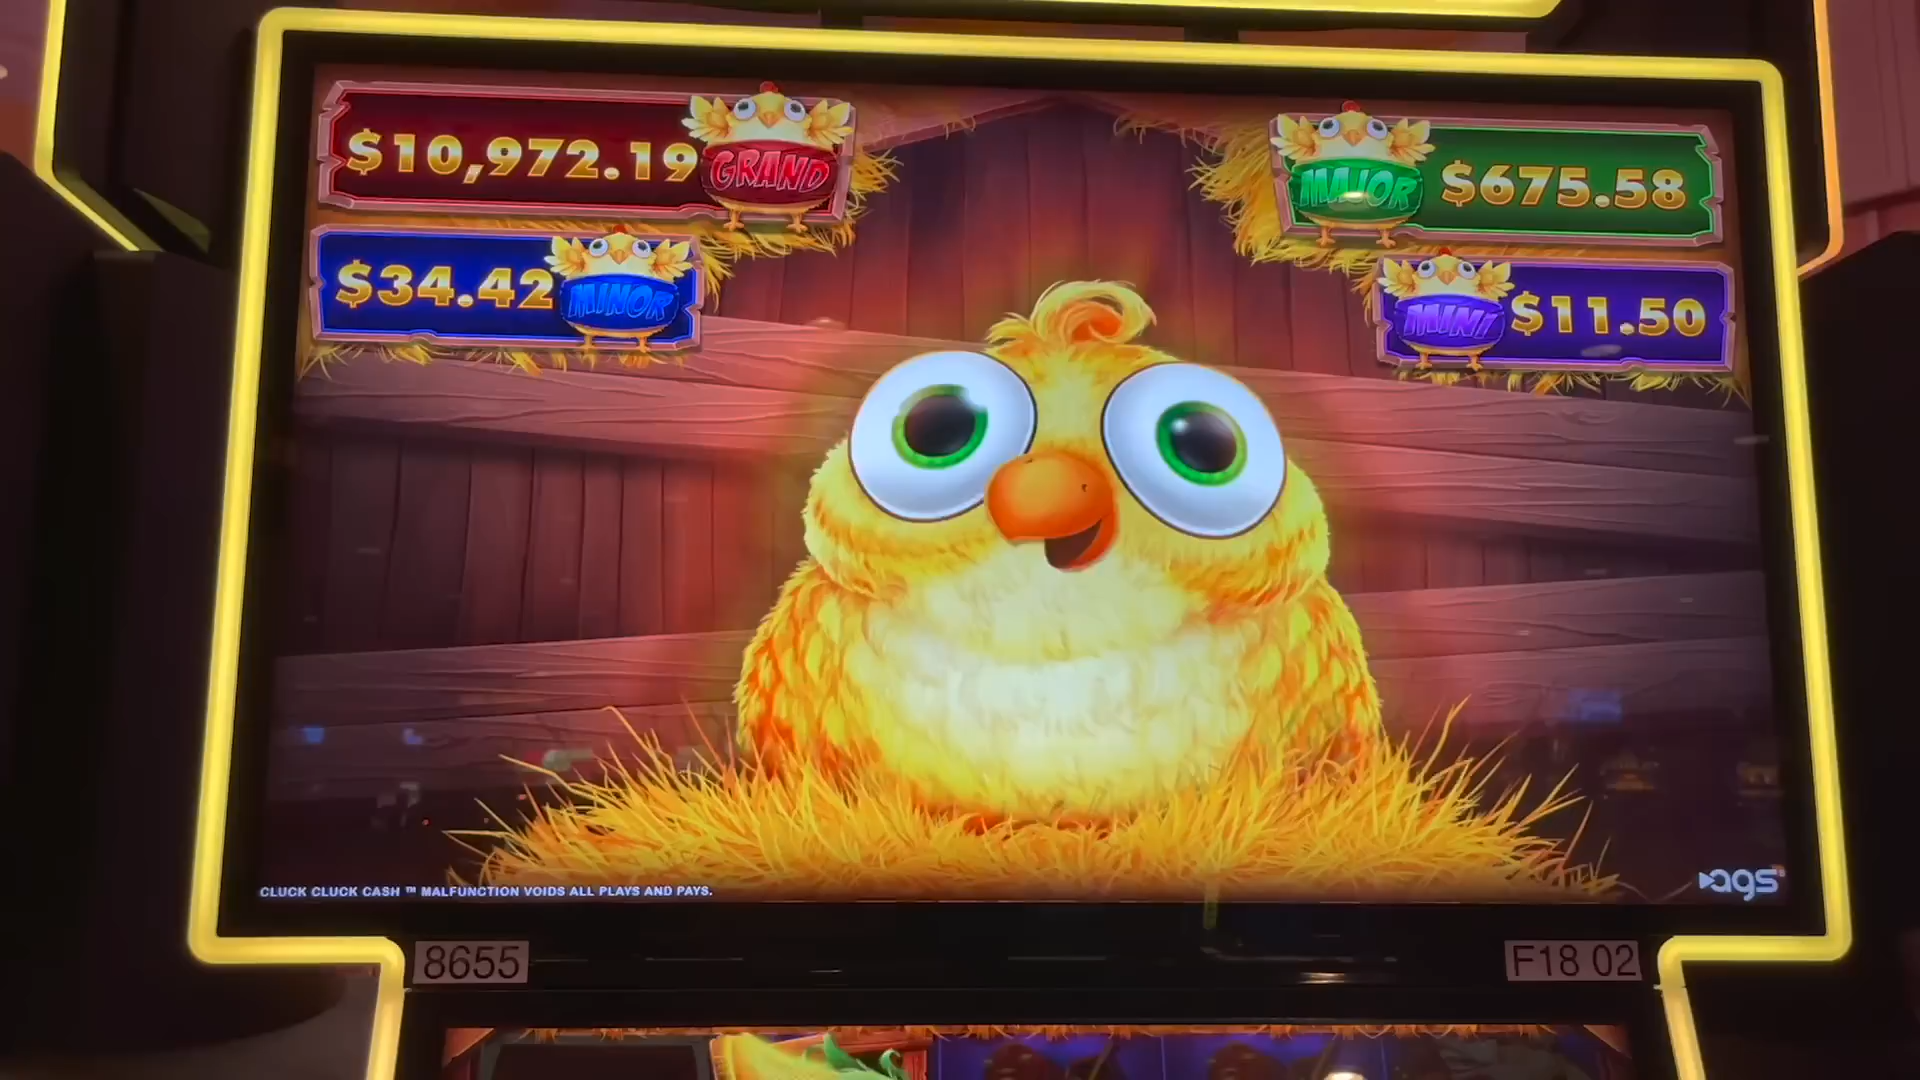 $10,972.19 GRAND
MAJOR $675.58
$34.42 MINOR
MINI $11.50
CLUCK CLUCK CASH ™ MALFUNCTION VOIDS ALL PLAYS AND PAYS.
ags
8655
F18 02